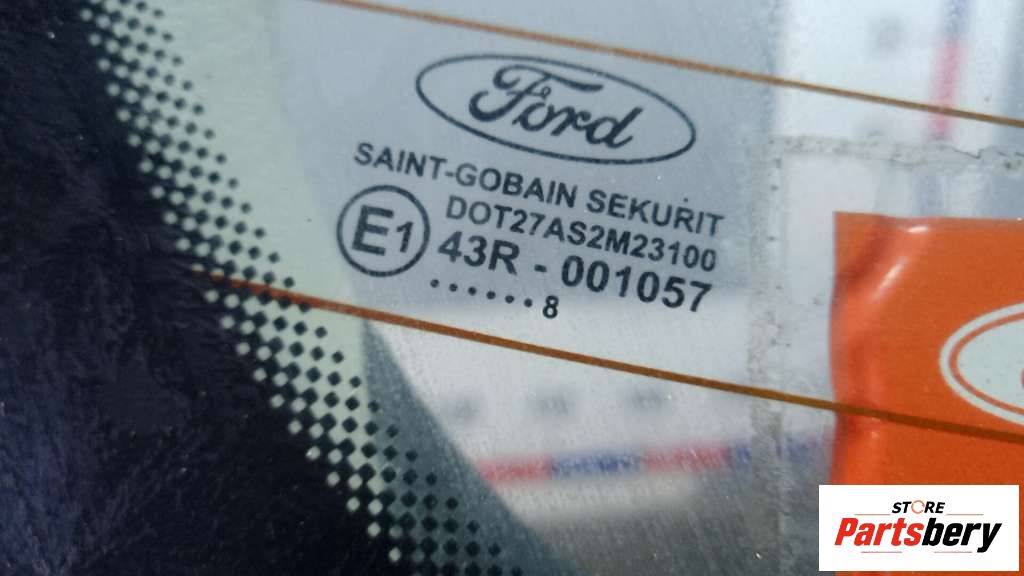 Ford
SAINT-GOBAIN SEKURIT
DOT27AS2M23100
E1
43R - 001057
......8
STORE
Partsbery